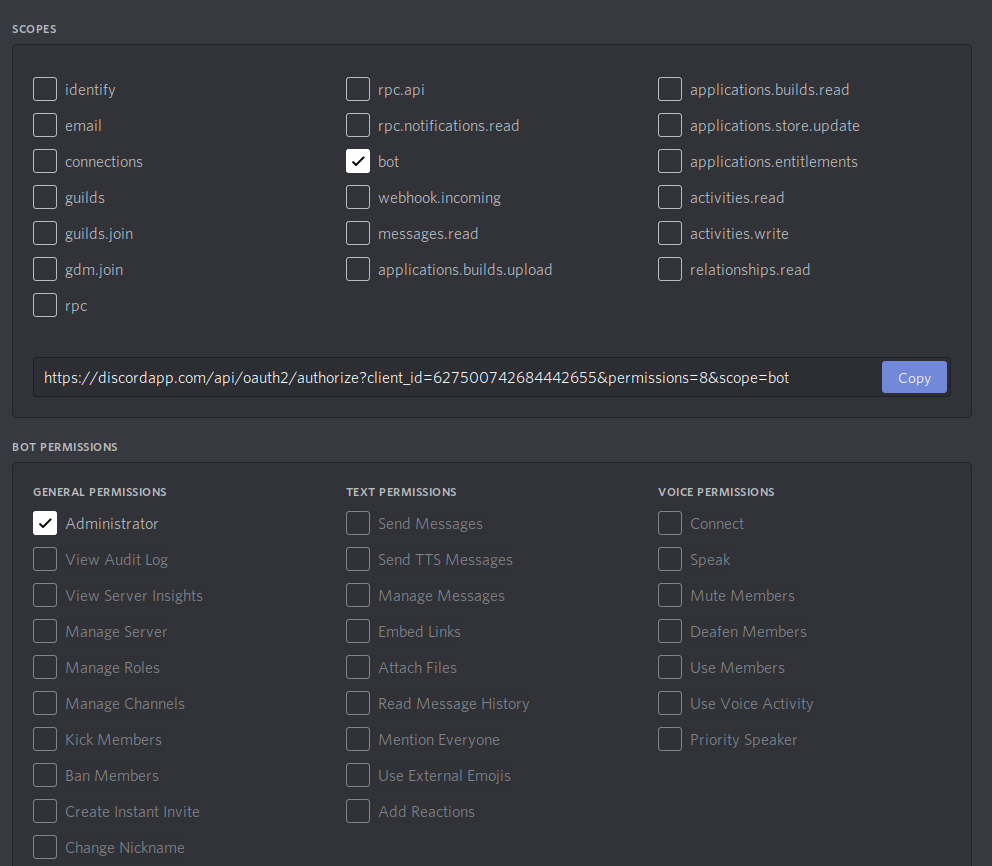 SCOPES
identify
email
connections
guilds
guilds.join
gdm.join
rpc
rpc.api
rpc.notifications.read
bot
webhook.incoming
messages.read
applications.builds.upload
applications.builds.read
applications.store.update
applications.entitlements
activities.read
activities.write
relationships.read
https://discordapp.com/api/oauth2/authorize?client_id=627500742684442655&permissions=8&scope=bot
Copy
BOT PERMISSIONS
GENERAL PERMISSIONS
Administrator
View Audit Log
View Server Insights
Manage Server
Manage Roles
Manage Channels
Kick Members
Ban Members
Create Instant Invite
Change Nickname
TEXT PERMISSIONS
Send Messages
Send TTS Messages
Manage Messages
Embed Links
Attach Files
Read Message History
Mention Everyone
Use External Emojis
Add Reactions
VOICE PERMISSIONS
Connect
Speak
Mute Members
Deafen Members
Use Members
Use Voice Activity
Priority Speaker